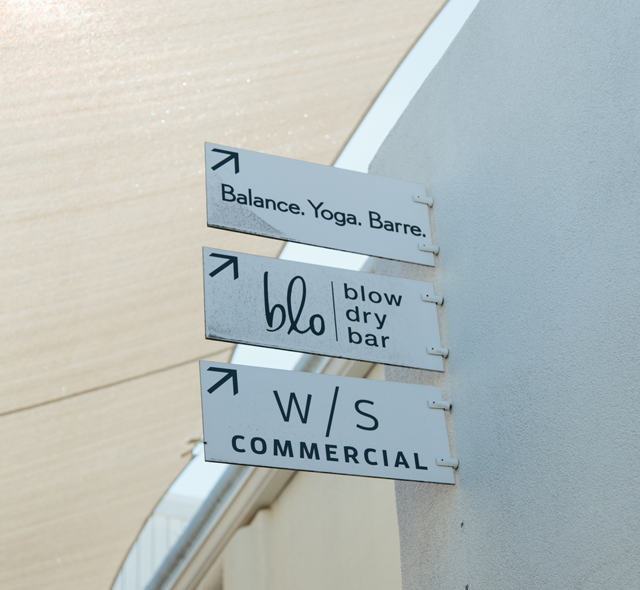 Balance. Yoga. Barre.
blo
blow
dry
bar
W/S
COMMERCIAL